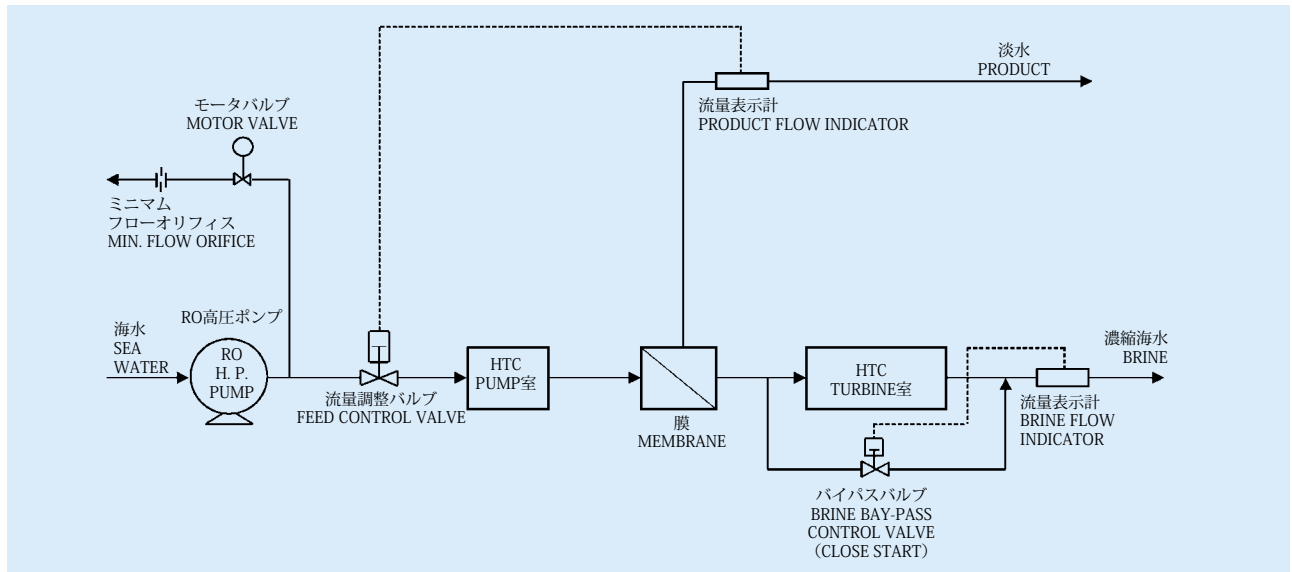 淡水
PRODUCT
流量表示計
PRODUCT FLOW INDICATOR
モータバルブ
MOTOR VALVE
ミニマム
フローオリフィス
MIN. FLOW ORIFICE
海水
SEA
WATER
RO高圧ポンプ
RO
H. P.
PUMP
流量調整バルブ
FEED CONTROL VALVE
HTC
PUMP室
膜
MEMBRANE
HTC
TURBINE室
濃縮海水
BRINE
流量表示計
BRINE FLOW
INDICATOR
バイパスバルブ
BRINE BAY-PASS
CONTROL VALVE
（CLOSE START）